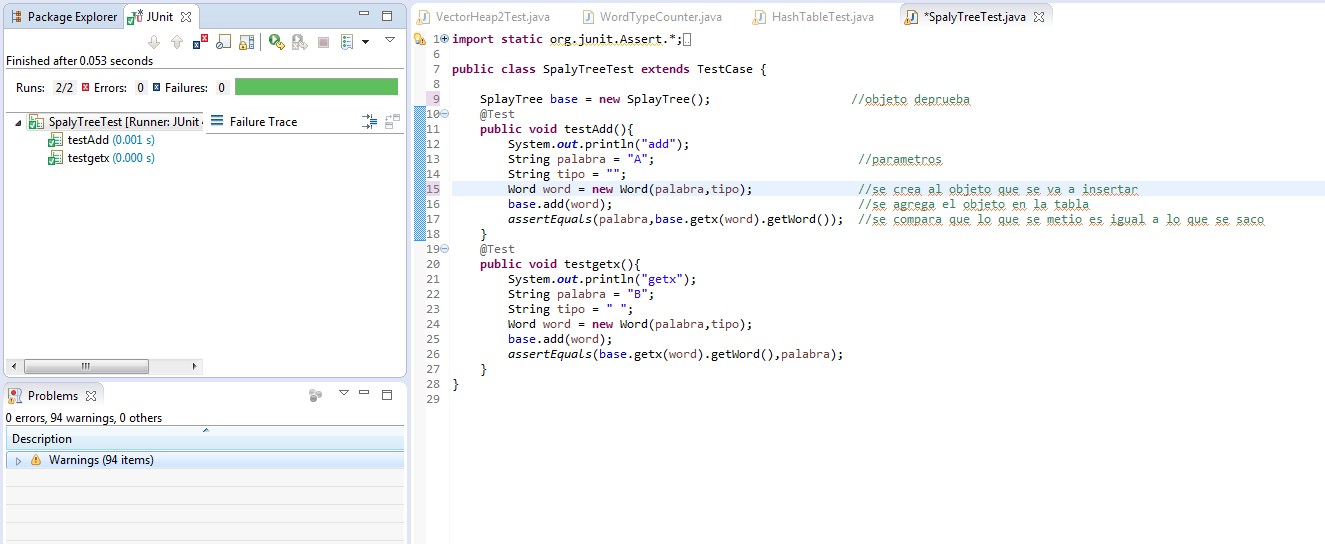 Package Explorer JUnit
Finished after 0.053 seconds
Runs: 2/2 Errors: 0 Failures: 0
SpalyTreeTest [Runner: JUnit
Failure Trace
testAdd (0.001 s)
testgetx (0.000 s)
Problems
0 errors, 94 warnings, 0 others
Description
Warnings (94 items)
VectorHeap2Test.java WordTypeCounter.java HashTableTest.java *SpalyTreeTest.java
1 import static org.junit.Assert.*;
6
7 public class SpalyTreeTest extends TestCase {
8
9 SplayTree base = new SplayTree(); //objeto deprueba
10 @Test
11 public void testAdd(){
12 System.out.println("add");
13 String palabra = "A"; //parametros
14 String tipo = "";
15 Word word = new Word(palabra,tipo); //se crea al objeto que se va a insertar
16 base.add(word); //se agrega el objeto en la tabla
17 assertEquals(palabra,base.getx(word).getWord()); //se compara que lo que se metio es igual a lo que se saco
18 }
19 @Test
20 public void testgetx(){
21 System.out.println("getx");
22 String palabra = "B";
23 String tipo = " ";
24 Word word = new Word(palabra,tipo);
25 base.add(word);
26 assertEquals(base.getx(word).getWord(),palabra);
27 }
28 }
29